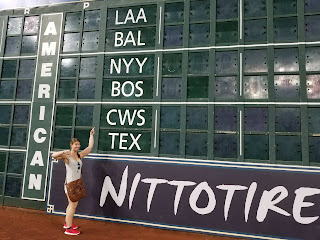 R P
AMERICAN
LAA
BAL
NYY
BOS
CWS
TEX
NITTOTIRE